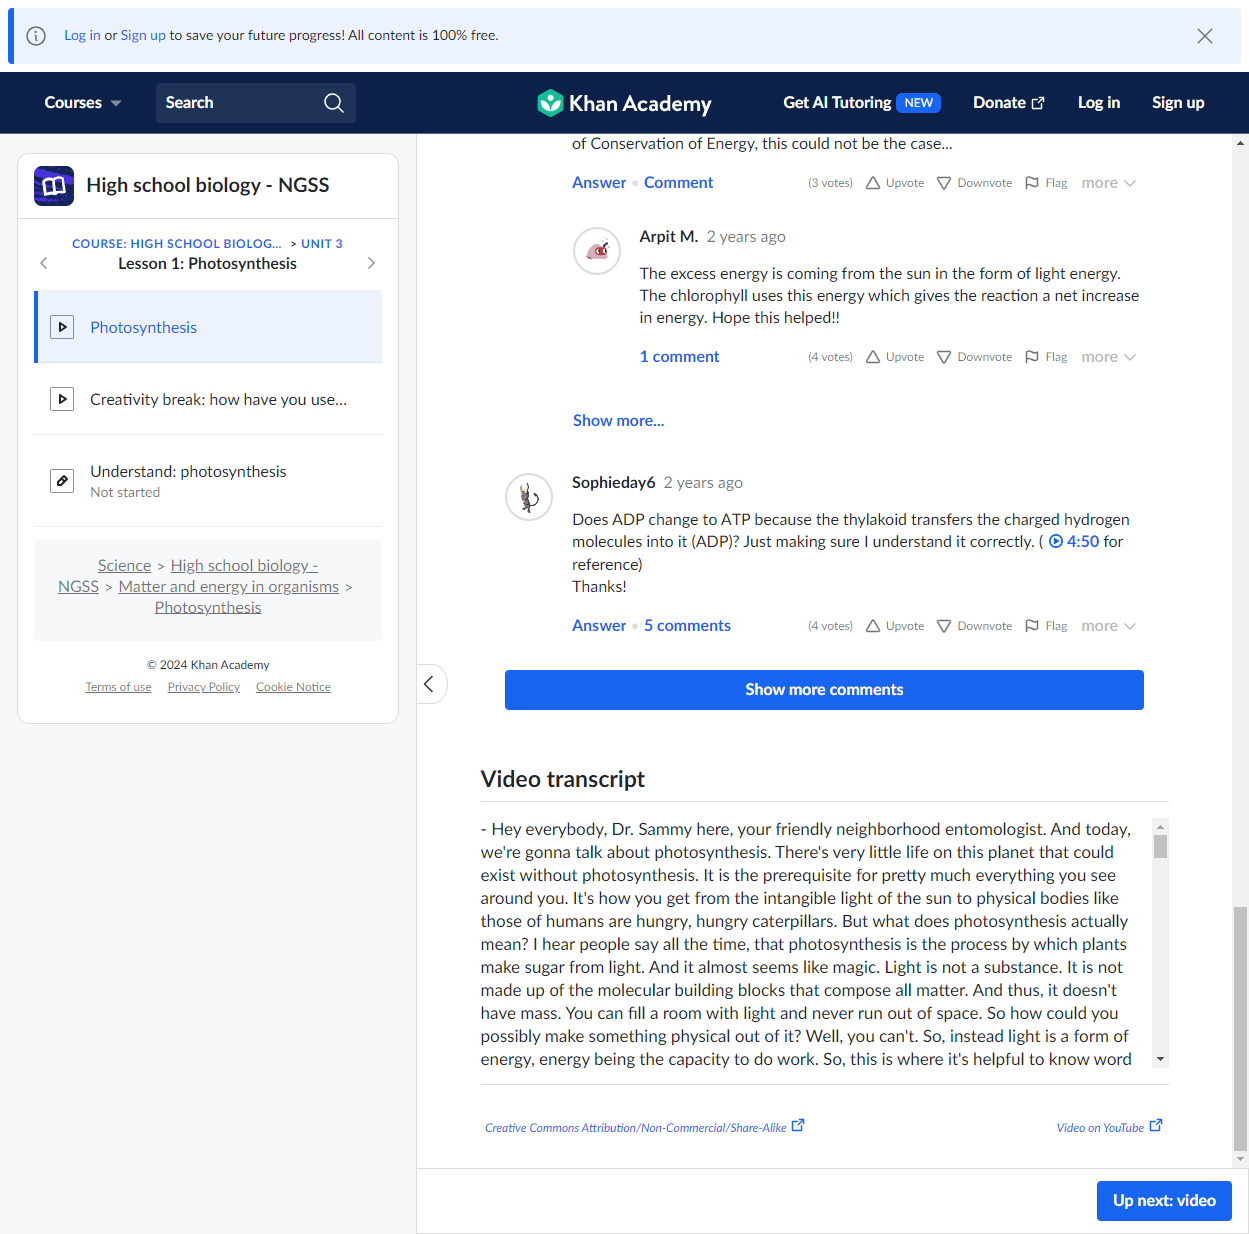 Log in or Sign up to save your future progress! All content is 100% free.
Courses
Search
Khan Academy
Get AI Tutoring NEW
Donate
Log in
Sign up
High school biology - NGSS
COURSE: HIGH SCHOOL BIOLOG... > UNIT 3
Lesson 1: Photosynthesis
Photosynthesis
Creativity break: how have you use...
Understand: photosynthesis
Not started
Science > High school biology -
NGSS > Matter and energy in organisms >
Photosynthesis
© 2024 Khan Academy
Terms of use Privacy Policy Cookie Notice
of Conservation of Energy, this could not be the case...
Answer • Comment (3 votes) Upvote Downvote Flag more
Arpit M. 2 years ago
The excess energy is coming from the sun in the form of light energy.
The chlorophyll uses this energy which gives the reaction a net increase
in energy. Hope this helped!!
1 comment (4 votes) Upvote Downvote Flag more
Show more...
Sophieday6 2 years ago
Does ADP change to ATP because the thylakoid transfers the charged hydrogen
molecules into it (ADP)? Just making sure I understand it correctly. ( 4:50 for
reference)
Thanks!
Answer • 5 comments (4 votes) Upvote Downvote Flag more
Show more comments
Video transcript
- Hey everybody, Dr. Sammy here, your friendly neighborhood entomologist. And today,
we're gonna talk about photosynthesis. There's very little life on this planet that could
exist without photosynthesis. It is the prerequisite for pretty much everything you see
around you. It's how you get from the intangible light of the sun to physical bodies like
those of humans are hungry, hungry caterpillars. But what does photosynthesis actually
mean? I hear people say all the time, that photosynthesis is the process by which plants
make sugar from light. And it almost seems like magic. Light is not a substance. It is not
made up of the molecular building blocks that compose all matter. And thus, it doesn't
have mass. You can fill a room with light and never run out of space. So how could you
possibly make something physical out of it? Well, you can't. So, instead light is a form of
energy, energy being the capacity to do work. So, this is where it's helpful to know word
Creative Commons Attribution/Non-Commercial/Share-Alike
Video on YouTube
Up next: video